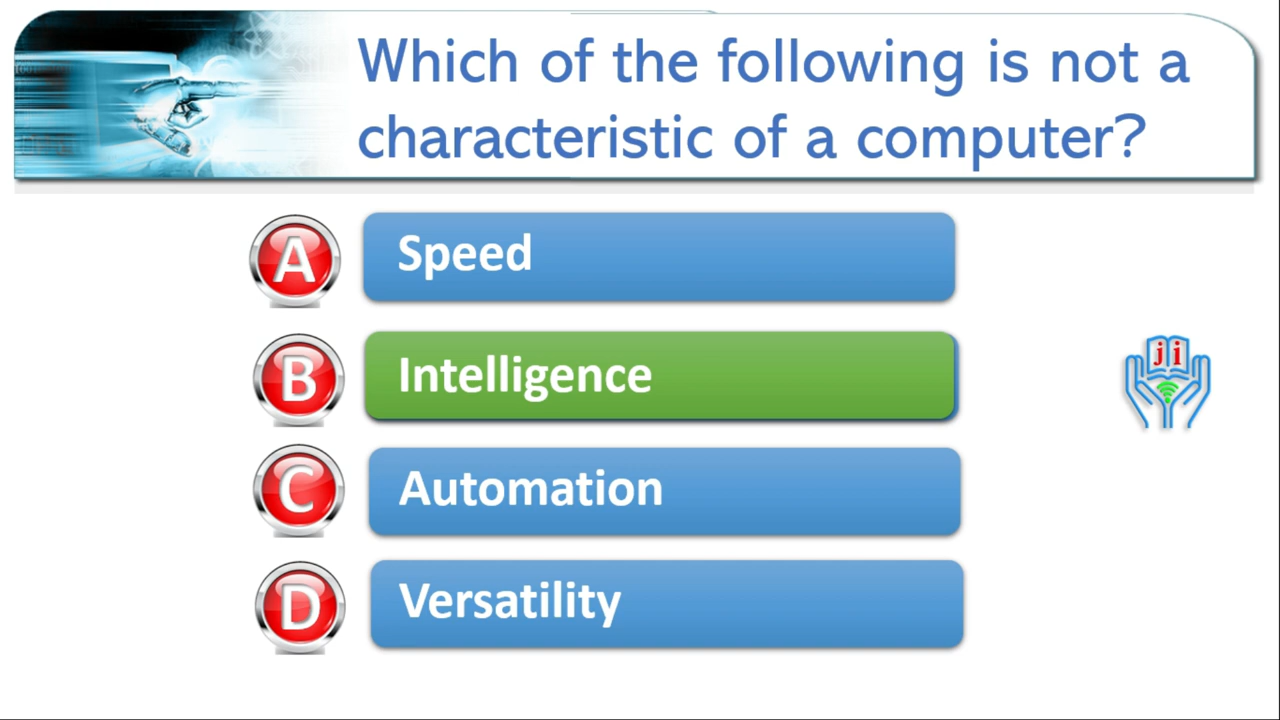 Which of the following is not a
characteristic of a computer?
A Speed
B Intelligence
ji
C Automation
D Versatility